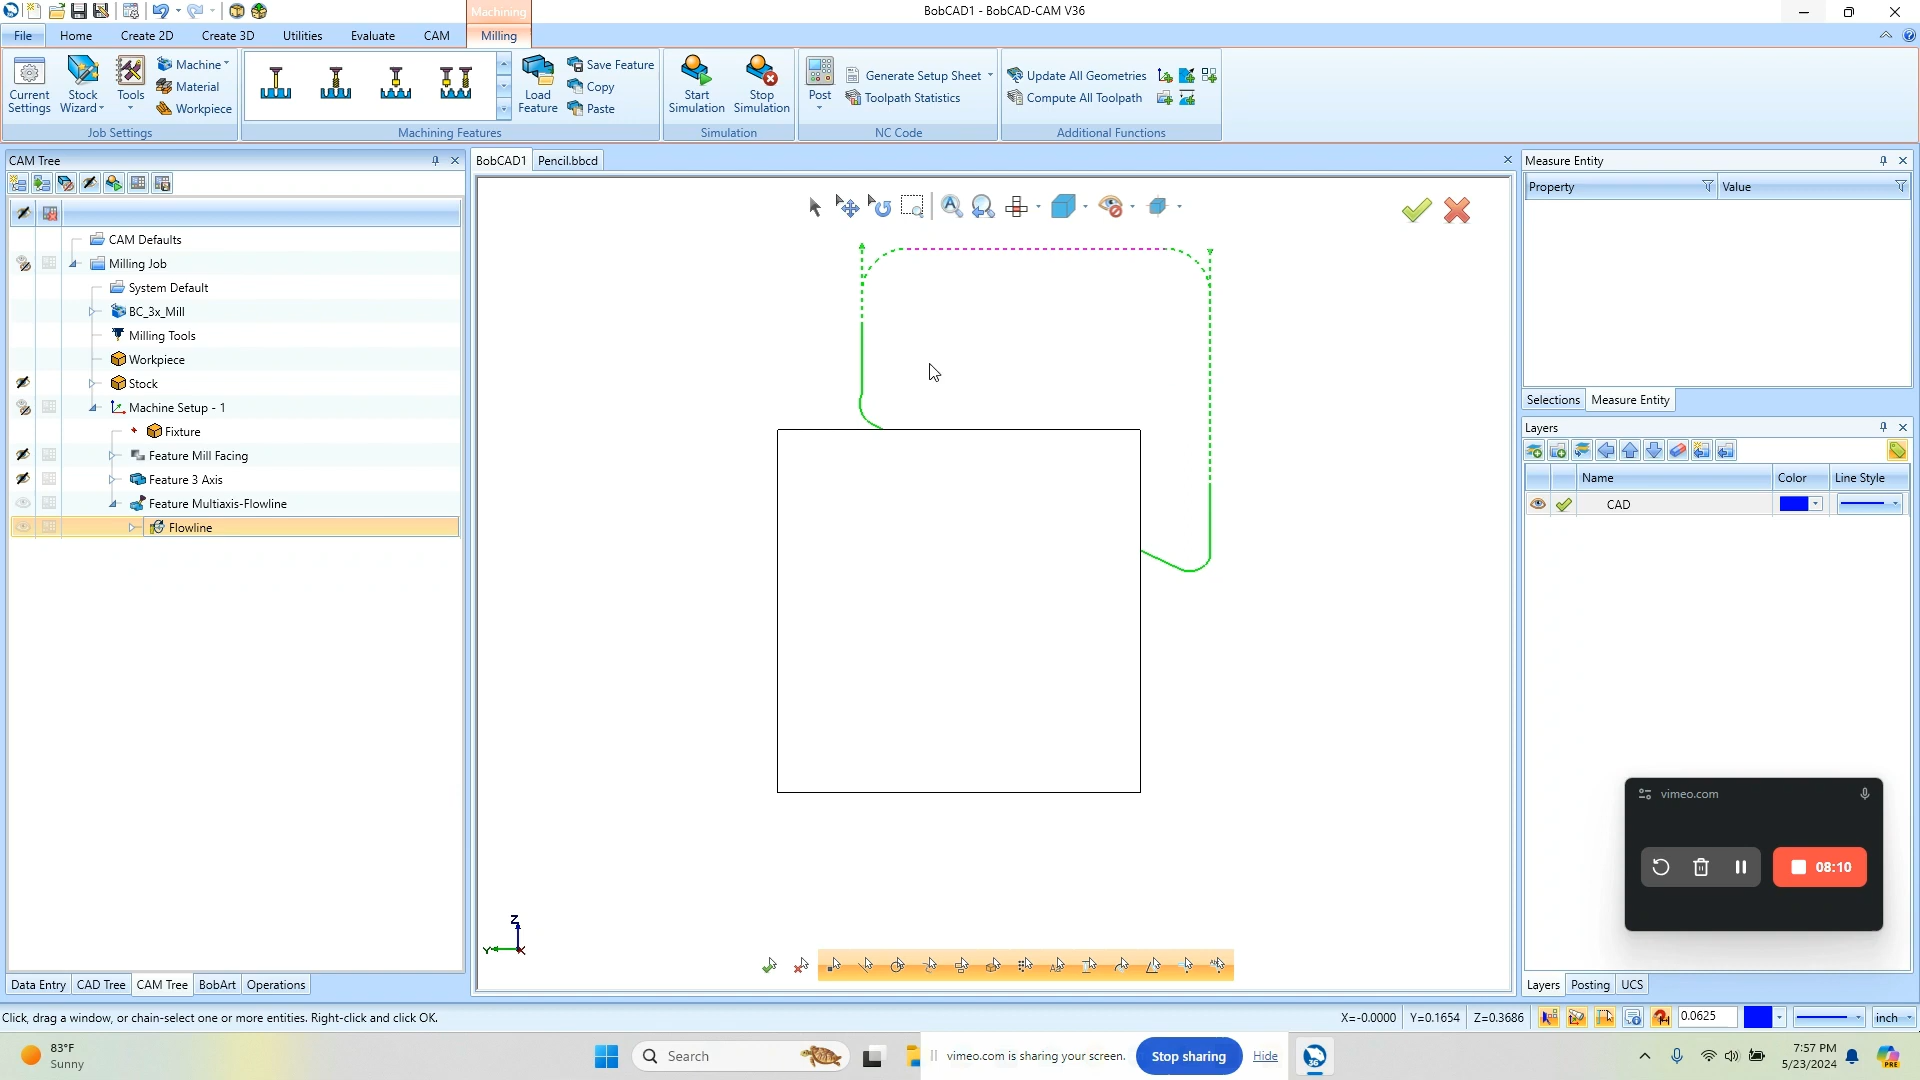 BobCAD1 - BobCAD-CAM V36
Machining
File
Home
Create 2D
Create 3D
Utilities
Evaluate
CAM
Milling
Current Settings
Stock Wizard
Tools
Machine
Material
Workpiece
Job Settings
Load Feature
Save Feature
Copy
Paste
Machining Features
Start Simulation
Stop Simulation
Simulation
Post
Generate Setup Sheet
Toolpath Statistics
NC Code
Update All Geometries
Compute All Toolpath
Additional Functions
CAM Tree
BobCAD1
Pencil.bbcd
CAM Defaults
Milling Job
System Default
BC_3x_Mill
Milling Tools
Workpiece
Stock
Machine Setup - 1
Fixture
Feature Mill Facing
Feature 3 Axis
Feature Multiaxis-Flowline
Flowline
Z
Y
X
Measure Entity
Property
Value
Selections
Measure Entity
Layers
Name
Color
Line Style
CAD
vimeo.com
08:10
Data Entry
CAD Tree
CAM Tree
BobArt
Operations
Layers
Posting
UCS
Click, drag a window, or chain-select one or more entities. Right-click and click OK.
X=-0.0000
Y=0.1654
Z=0.3686
0.0625
inch
83°F
Sunny
Search
vimeo.com is sharing your screen.
Stop sharing
Hide
7:57 PM
5/23/2024
PRE